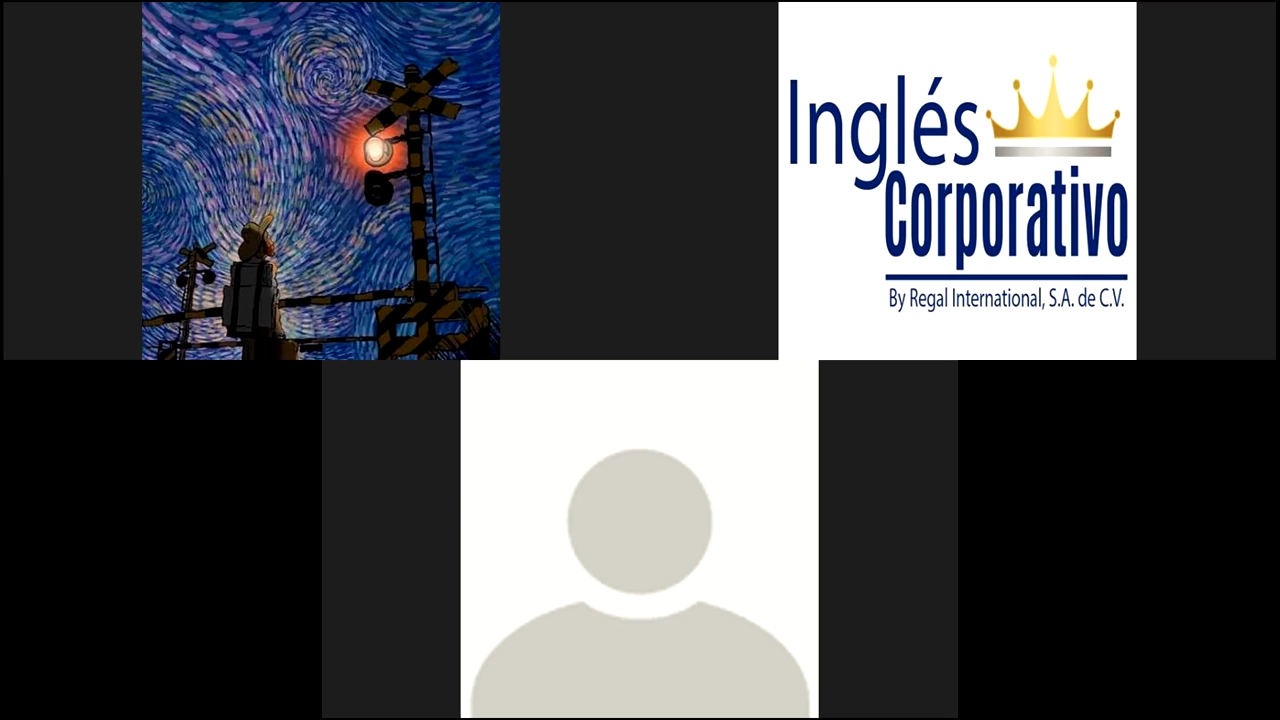 Inglés
Corporativo
By Regal International, S.A. de C.V.